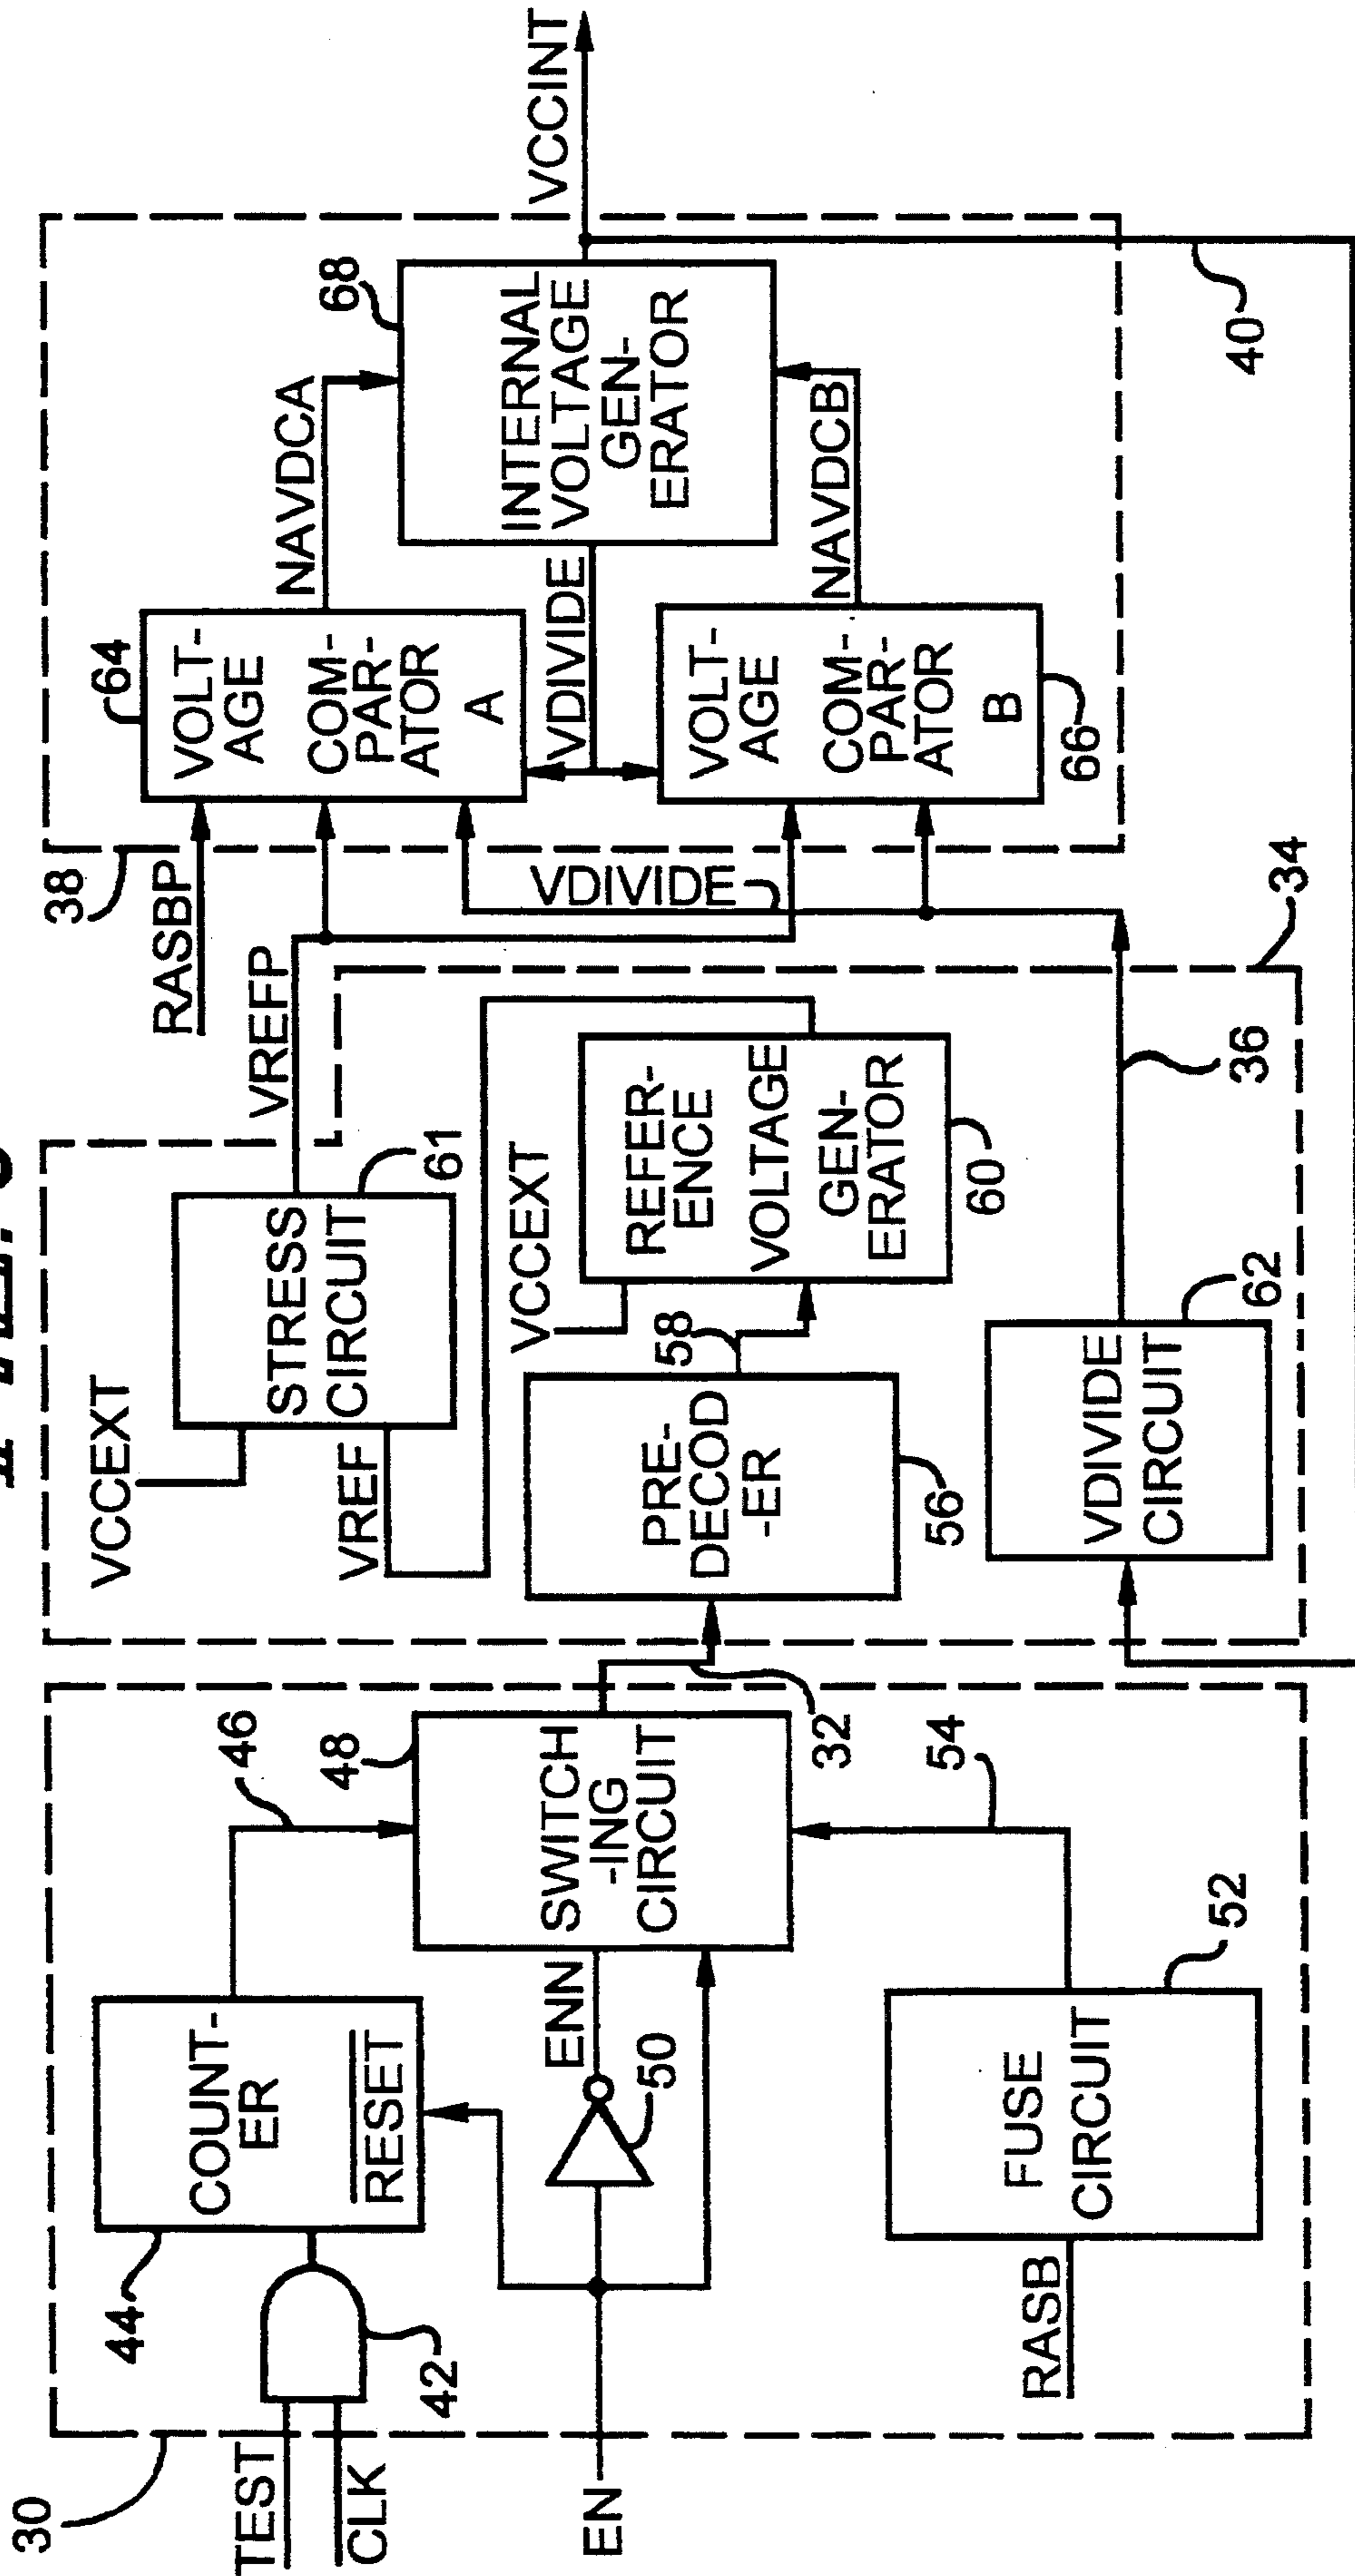 30
TEST
CLK
42
44
COUNT-
ER
RESET
46
EN
50
ENN
48
SWITCH
-ING
CIRCUIT
32
RASB
FUSE
CIRCUIT
52
54
VCCEXT
STRESS
CIRCUIT
61
VREF
VREFP
PRE-
DECOD
-ER
56
58
VCCEXT
REFER-
ENCE
VOLTAGE
GEN-
ERATOR
60
VDIVIDE
CIRCUIT
62
36
34
38
RASBP
64
VOLT-
AGE
COM-
PAR-
ATOR
A
NAVDCA
VDIVIDE
VDIVIDE
VOLT-
AGE
COM-
PAR-
ATOR
B
66
NAVDCB
68
INTERNAL
VOLTAGE
GEN-
ERATOR
VCCINT
40